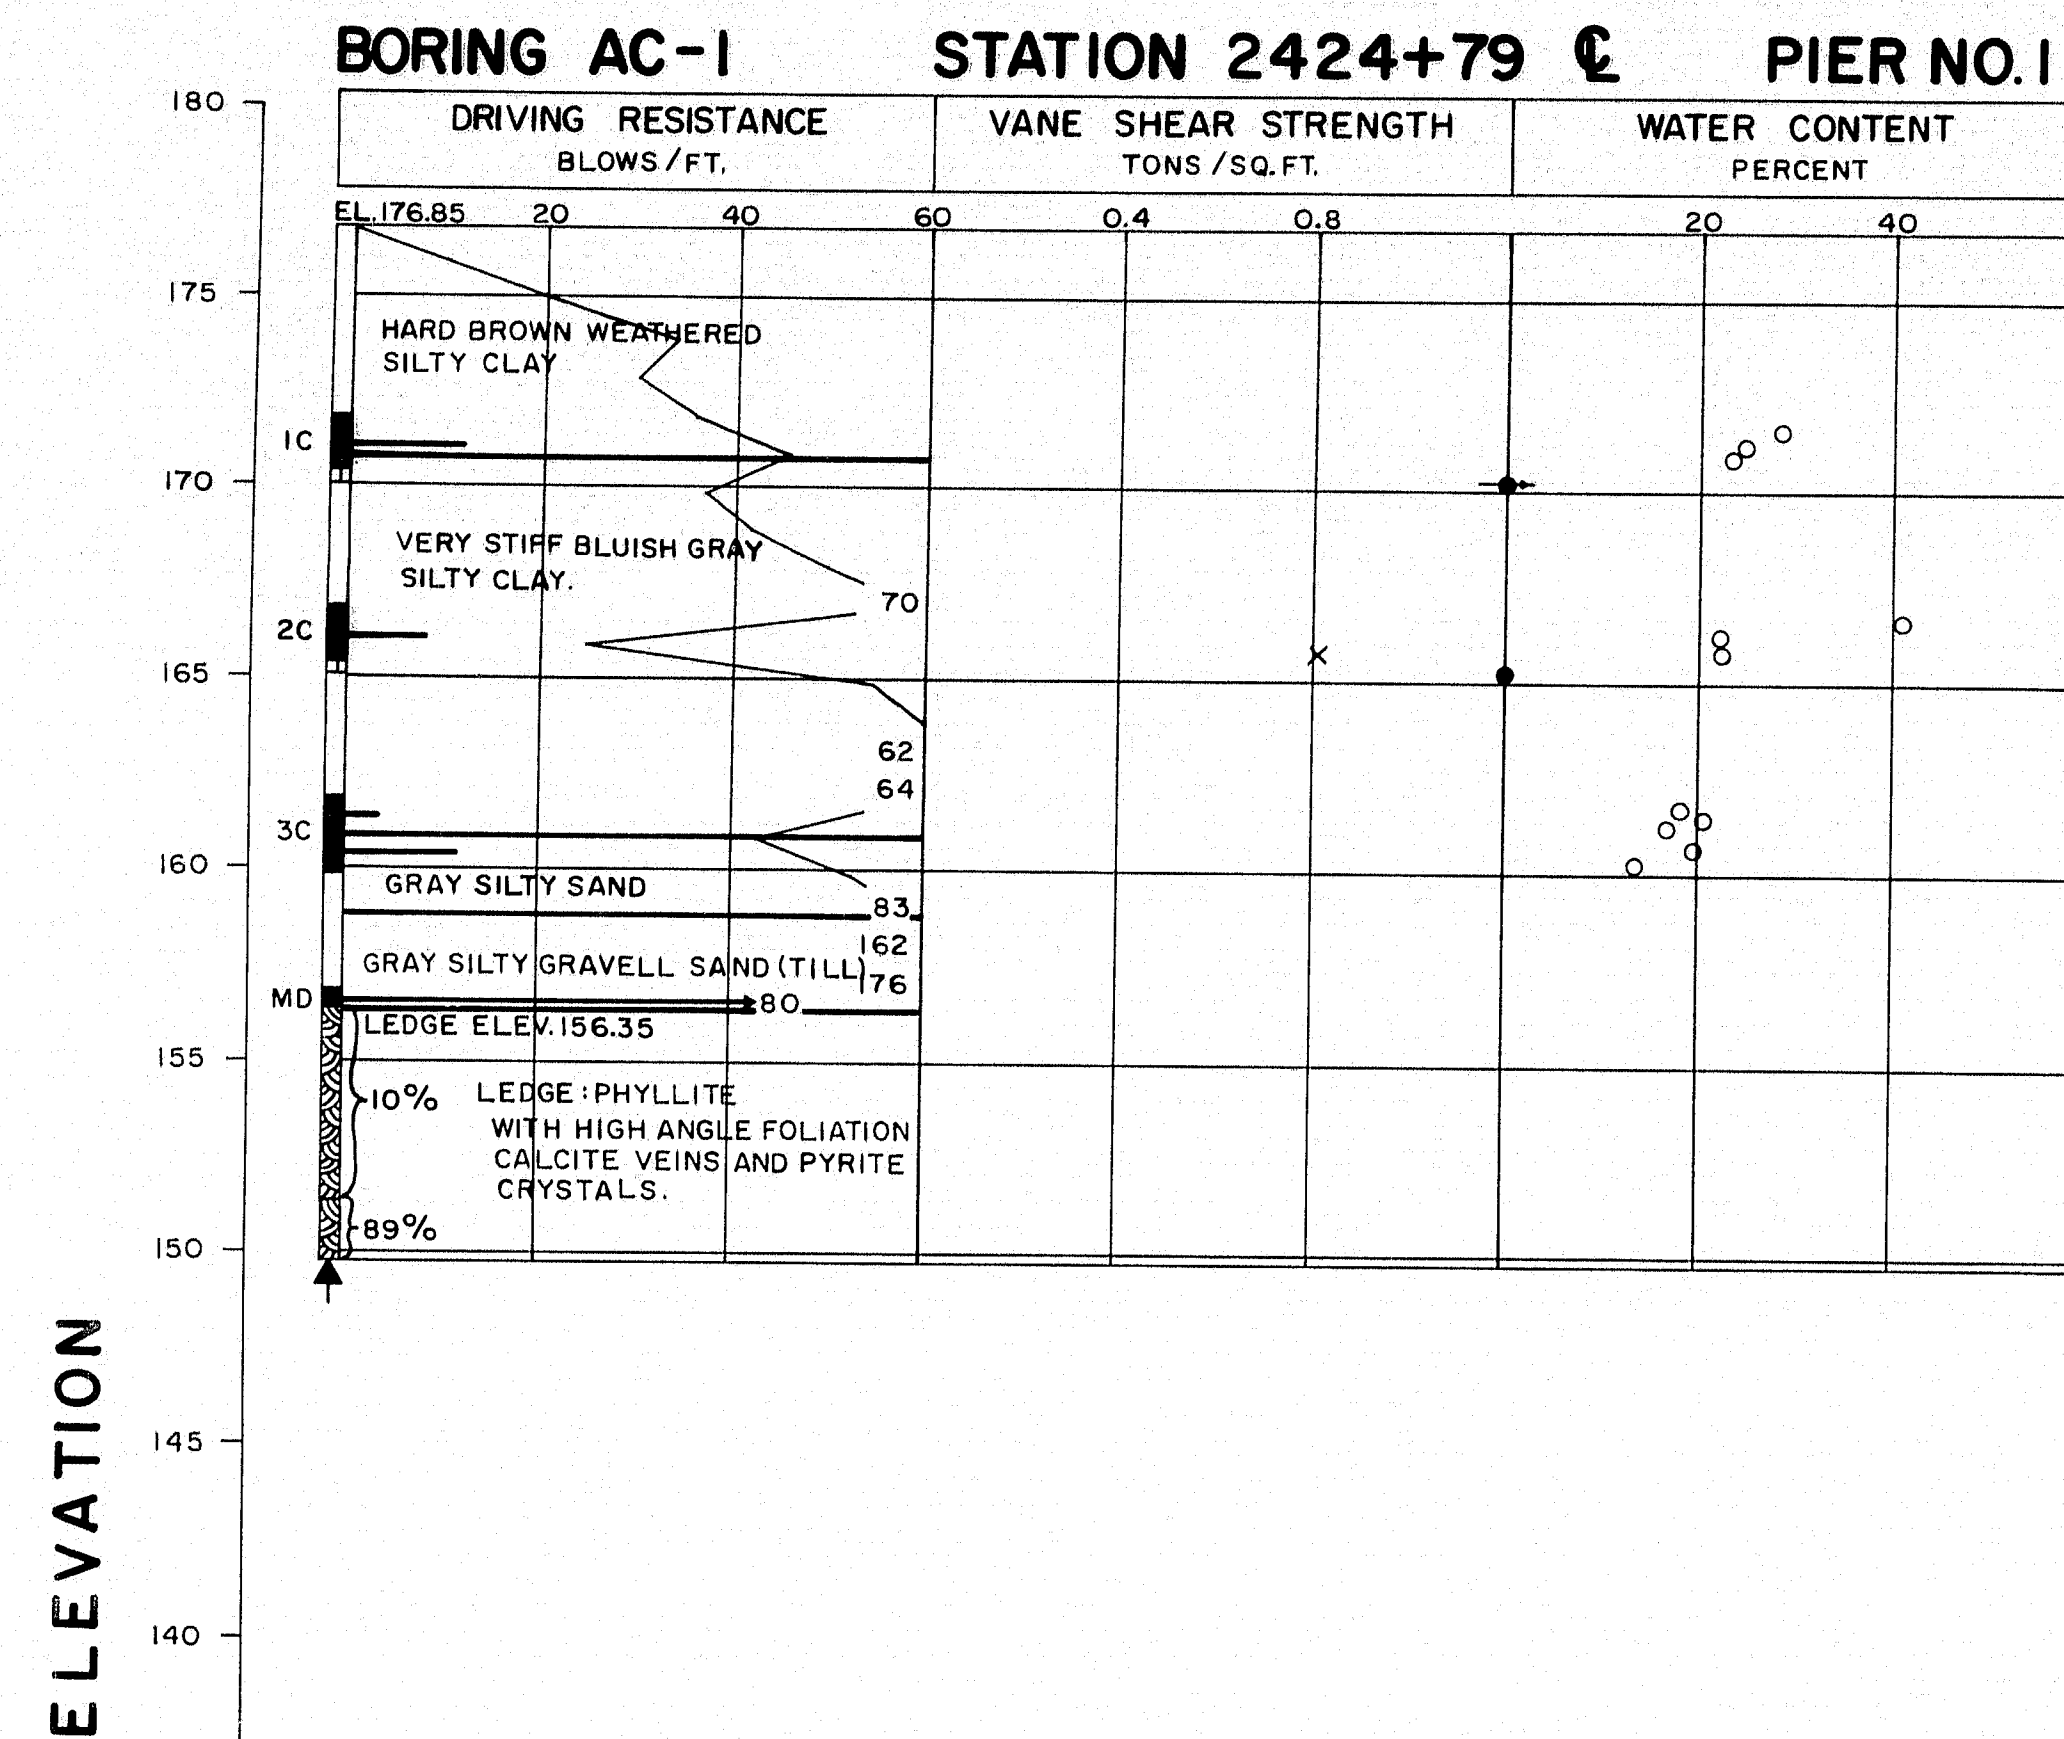 BORING AC-1 STATION 2424+79 ℄ PIER NO. 1
180
DRIVING RESISTANCE
BLOWS/FT.
VANE SHEAR STRENGTH
TONS/SQ.FT.
WATER CONTENT
PERCENT
EL.176.85 20 40 60 0.4 0.8 20 40
175
HARD BROWN WEATHERED
SILTY CLAY
1C
170
VERY STIFF BLUISH GRAY
SILTY CLAY.
70
2C
165
62
64
3C
160
GRAY SILTY SAND
83
162
GRAY SILTY GRAVELL SAND (TILL) 176
MD
80
LEDGE ELEV. 156.35
155
10%
LEDGE: PHYLLITE
WITH HIGH ANGLE FOLIATION
CALCITE VEINS AND PYRITE
CRYSTALS.
89%
150
145
140
ELEVATION